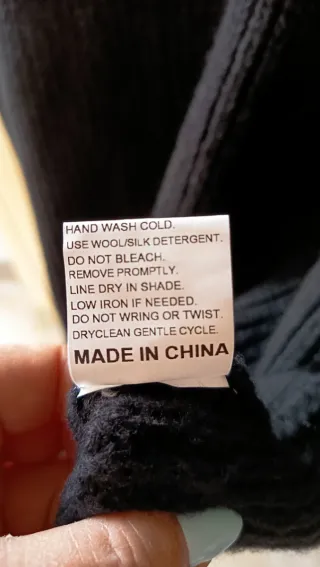 HAND WASH COLD.
USE WOOL/SILK DETERGENT.
DO NOT BLEACH.
REMOVE PROMPTLY.
LINE DRY IN SHADE.
LOW IRON IF NEEDED.
DO NOT WRING OR TWIST.
DRYCLEAN GENTLE CYCLE.
MADE IN CHINA